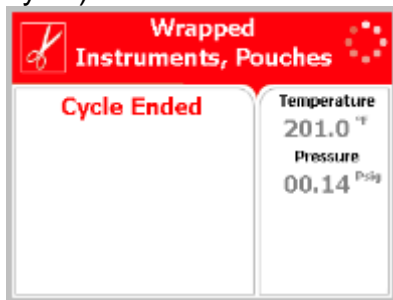 Wrapped
Instruments, Pouches
Cycle Ended
Temperature
201.0 °F
Pressure
00.14 Psig